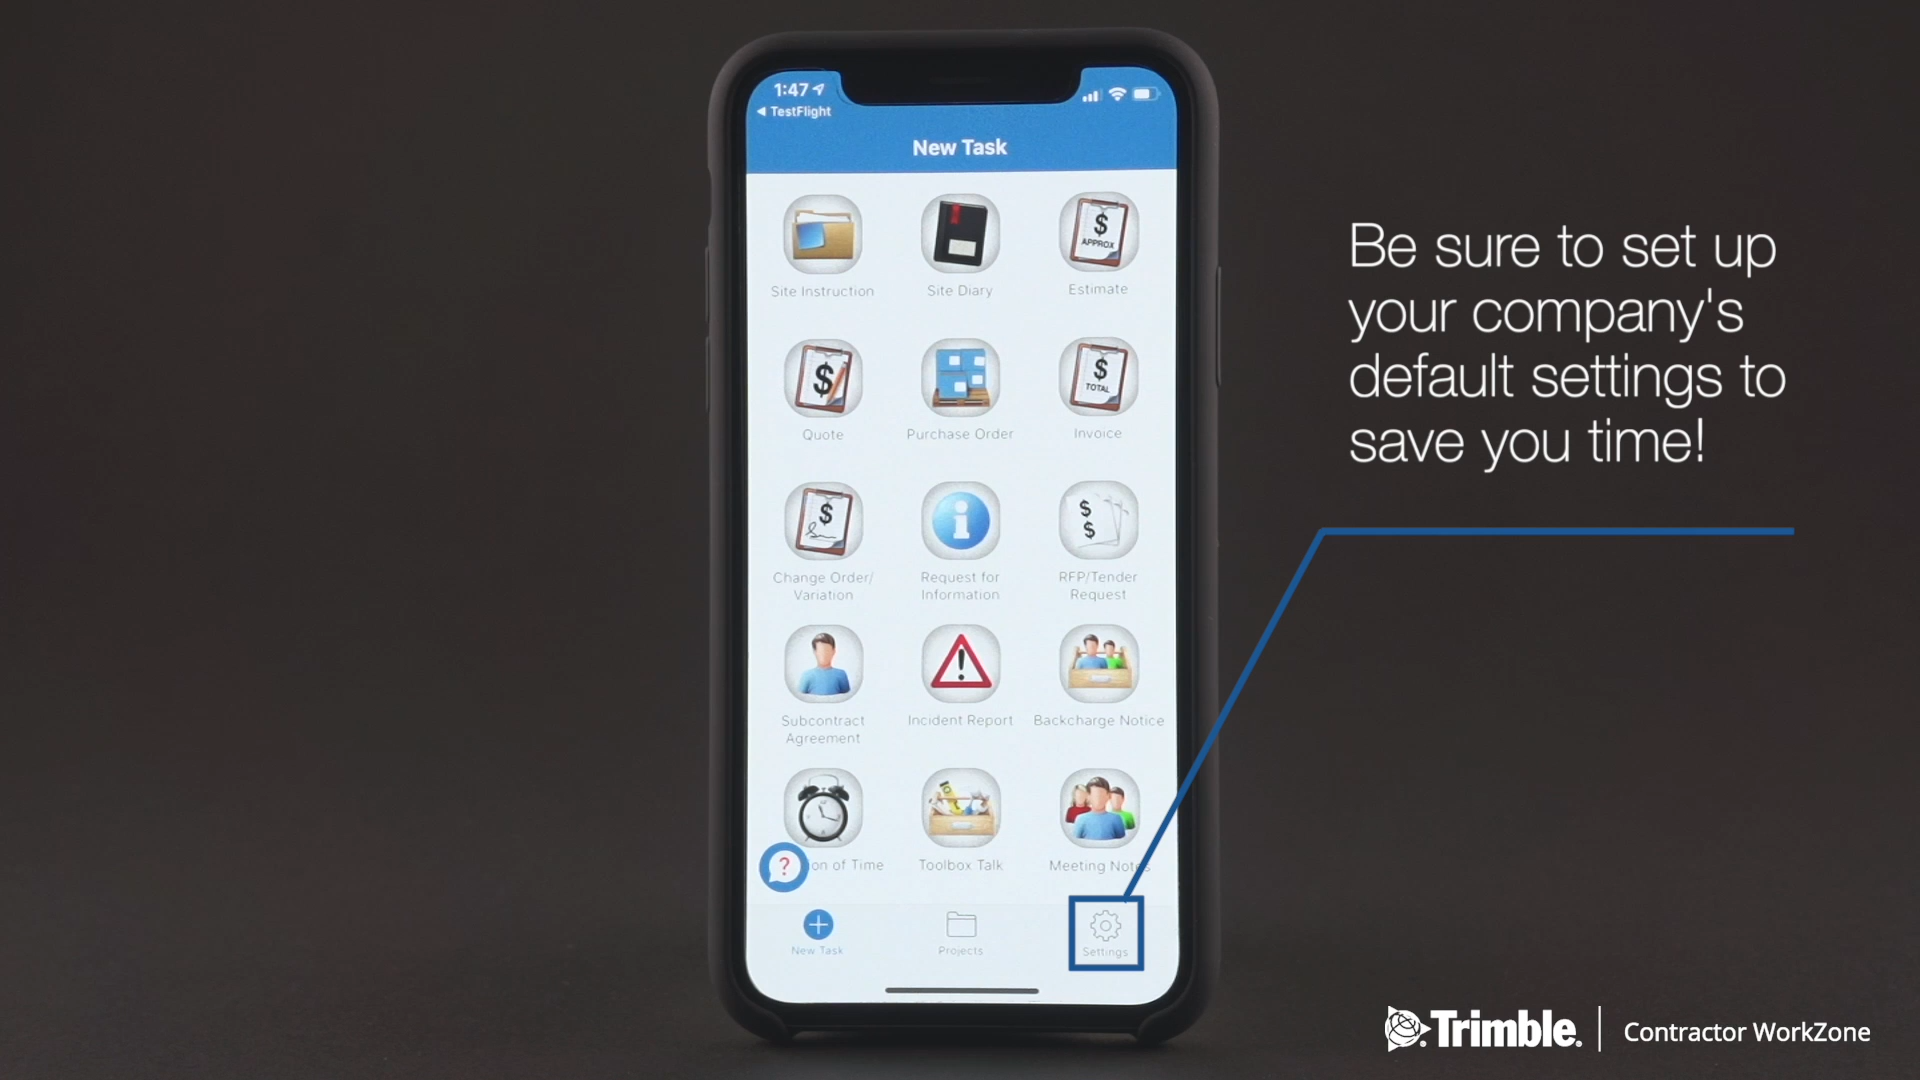 1:47
TestFlight
New Task
Site Instruction
Site Diary
$
APPROX
Estimate
$
Quote
Purchase Order
$
TOTAL
Invoice
$
Change Order/
Variation
i
Request for
Information
$
$
RFP/Tender
Request
Subcontract
Agreement
!
Incident Report
Backcharge Notice
?
of Time
Toolbox Talk
Meeting Notes
New Task
Projects
Settings
Be sure to set up
your company's
default settings to
save you time!
Trimble.
Contractor WorkZone